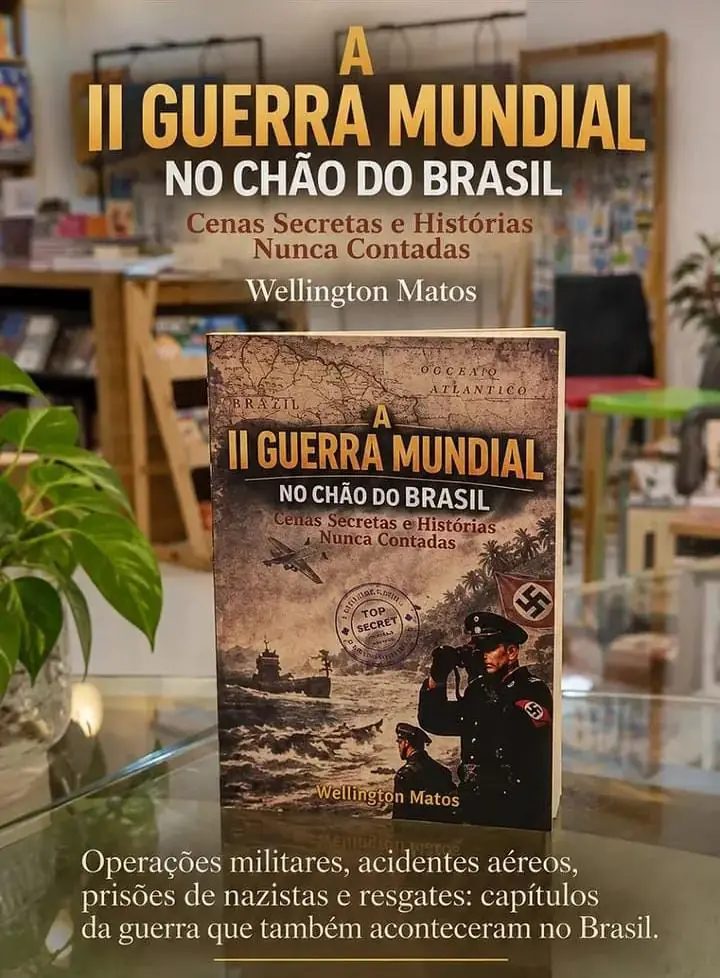 A
II GUERRA MUNDIAL
NO CHÃO DO BRASIL
Cenas Secretas e Histórias
Nunca Contadas
Wellington Matos
BRAZIL
OGCEAIO
ATLANTICO
A
II GUERRA MUNDIAL
NO CHÃO DO BRASIL
Cenas Secretas e Histórias
Nunca Contadas
TOP
SECRET
Wellington Matos
Operações militares, acidentes aéreos,
prisões de nazistas e resgates: capítulos
da guerra que também aconteceram no Brasil.